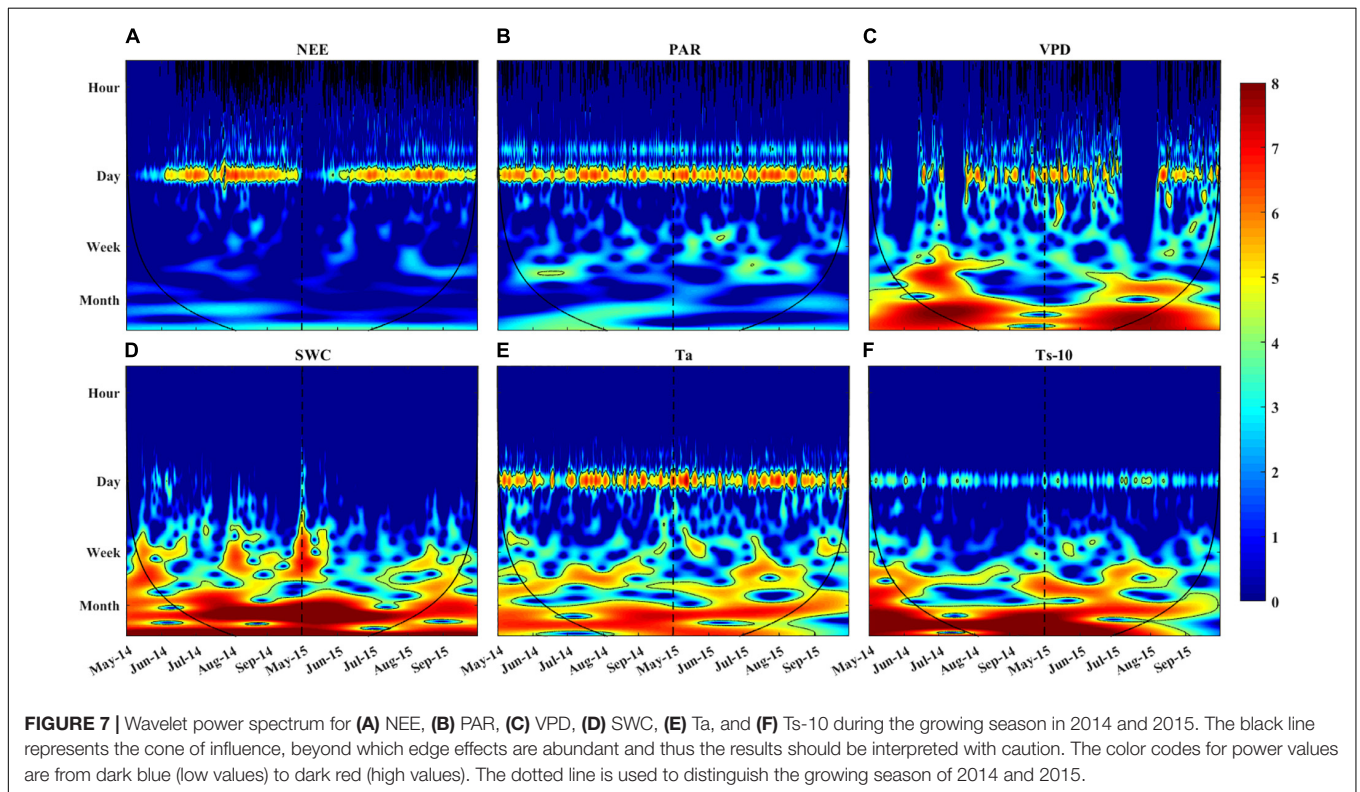 A
NEE
B
PAR
C
VPD
Hour
Day
Week
Month
8
7
6
5
4
3
2
1
0
D
SWC
E
Ta
F
Ts-10
Hour
Day
Week
Month
May-14 Jun-14 Jul-14 Aug-14 Sep-14 May-15 Jun-15 Jul-15 Aug-15 Sep-15
May-14 Jun-14 Jul-14 Aug-14 Sep-14 May-15 Jun-15 Jul-15 Aug-15 Sep-15
May-14 Jun-14 Jul-14 Aug-14 Sep-14 May-15 Jun-15 Jul-15 Aug-15 Sep-15
FIGURE 7 | Wavelet power spectrum for (A) NEE, (B) PAR, (C) VPD, (D) SWC, (E) Ta, and (F) Ts-10 during the growing season in 2014 and 2015. The black line
represents the cone of influence, beyond which edge effects are abundant and thus the results should be interpreted with caution. The color codes for power values
are from dark blue (low values) to dark red (high values). The dotted line is used to distinguish the growing season of 2014 and 2015.